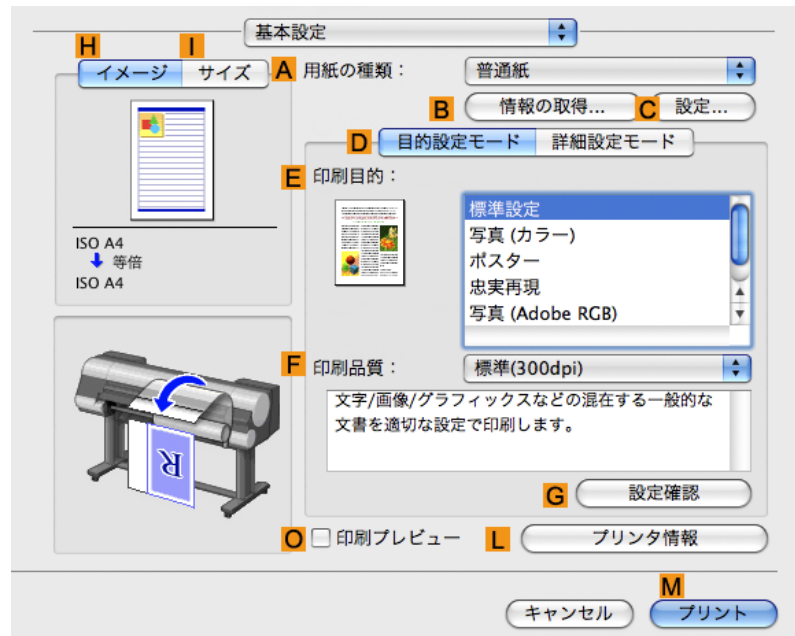 基本設定
H I
イメージ サイズ
A 用紙の種類： 普通紙
B 情報の取得... C 設定...
D 目的設定モード 詳細設定モード
E 印刷目的：
標準設定
写真 (カラー)
ポスター
忠実再現
写真 (Adobe RGB)
ISO A4
等倍
ISO A4
F 印刷品質： 標準(300dpi)
文字/画像/グラフィックスなどの混在する一般的な
文書を適切な設定で印刷します。
R
G 設定確認
O 印刷プレビュー L プリンタ情報
M
キャンセル プリント